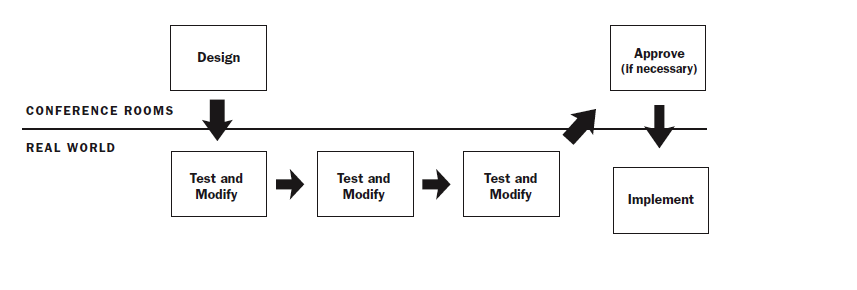 Design
Approve
(if necessary)
CONFERENCE ROOMS
REAL WORLD
Test and
Modify
Test and
Modify
Test and
Modify
Implement